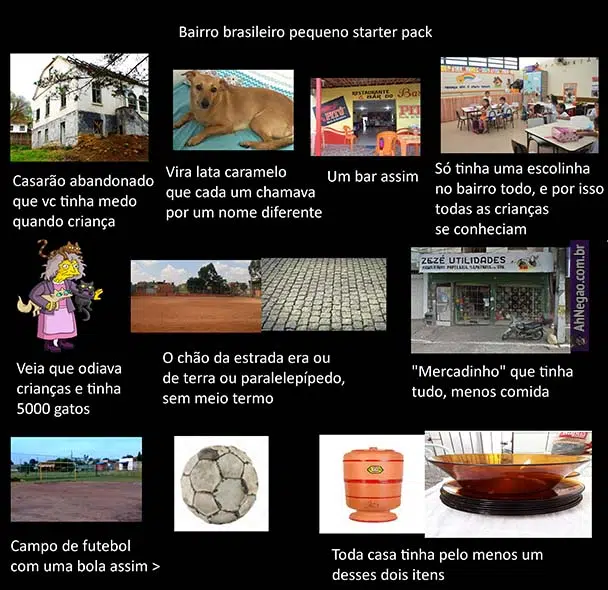 Bairro brasileiro pequeno starter pack
RESTAURANTE
& BAR DO
PITÚ
Casarão abandonado
que vc tinha medo
quando criança
Vira lata caramelo
que cada um chamava
por um nome diferente
Um bar assim
Só tinha uma escolinha
no bairro todo, e por isso
todas as crianças
se conheciam
ZEZÉ UTILIDADES
AhNegao.com.br
Veia que odiava
crianças e tinha
5000 gatos
O chão da estrada era ou
de terra ou paralelepípedo,
sem meio termo
"Mercadinho" que tinha
tudo, menos comida
Campo de futebol
com uma bola assim >
Toda casa tinha pelo menos um
desses dois itens